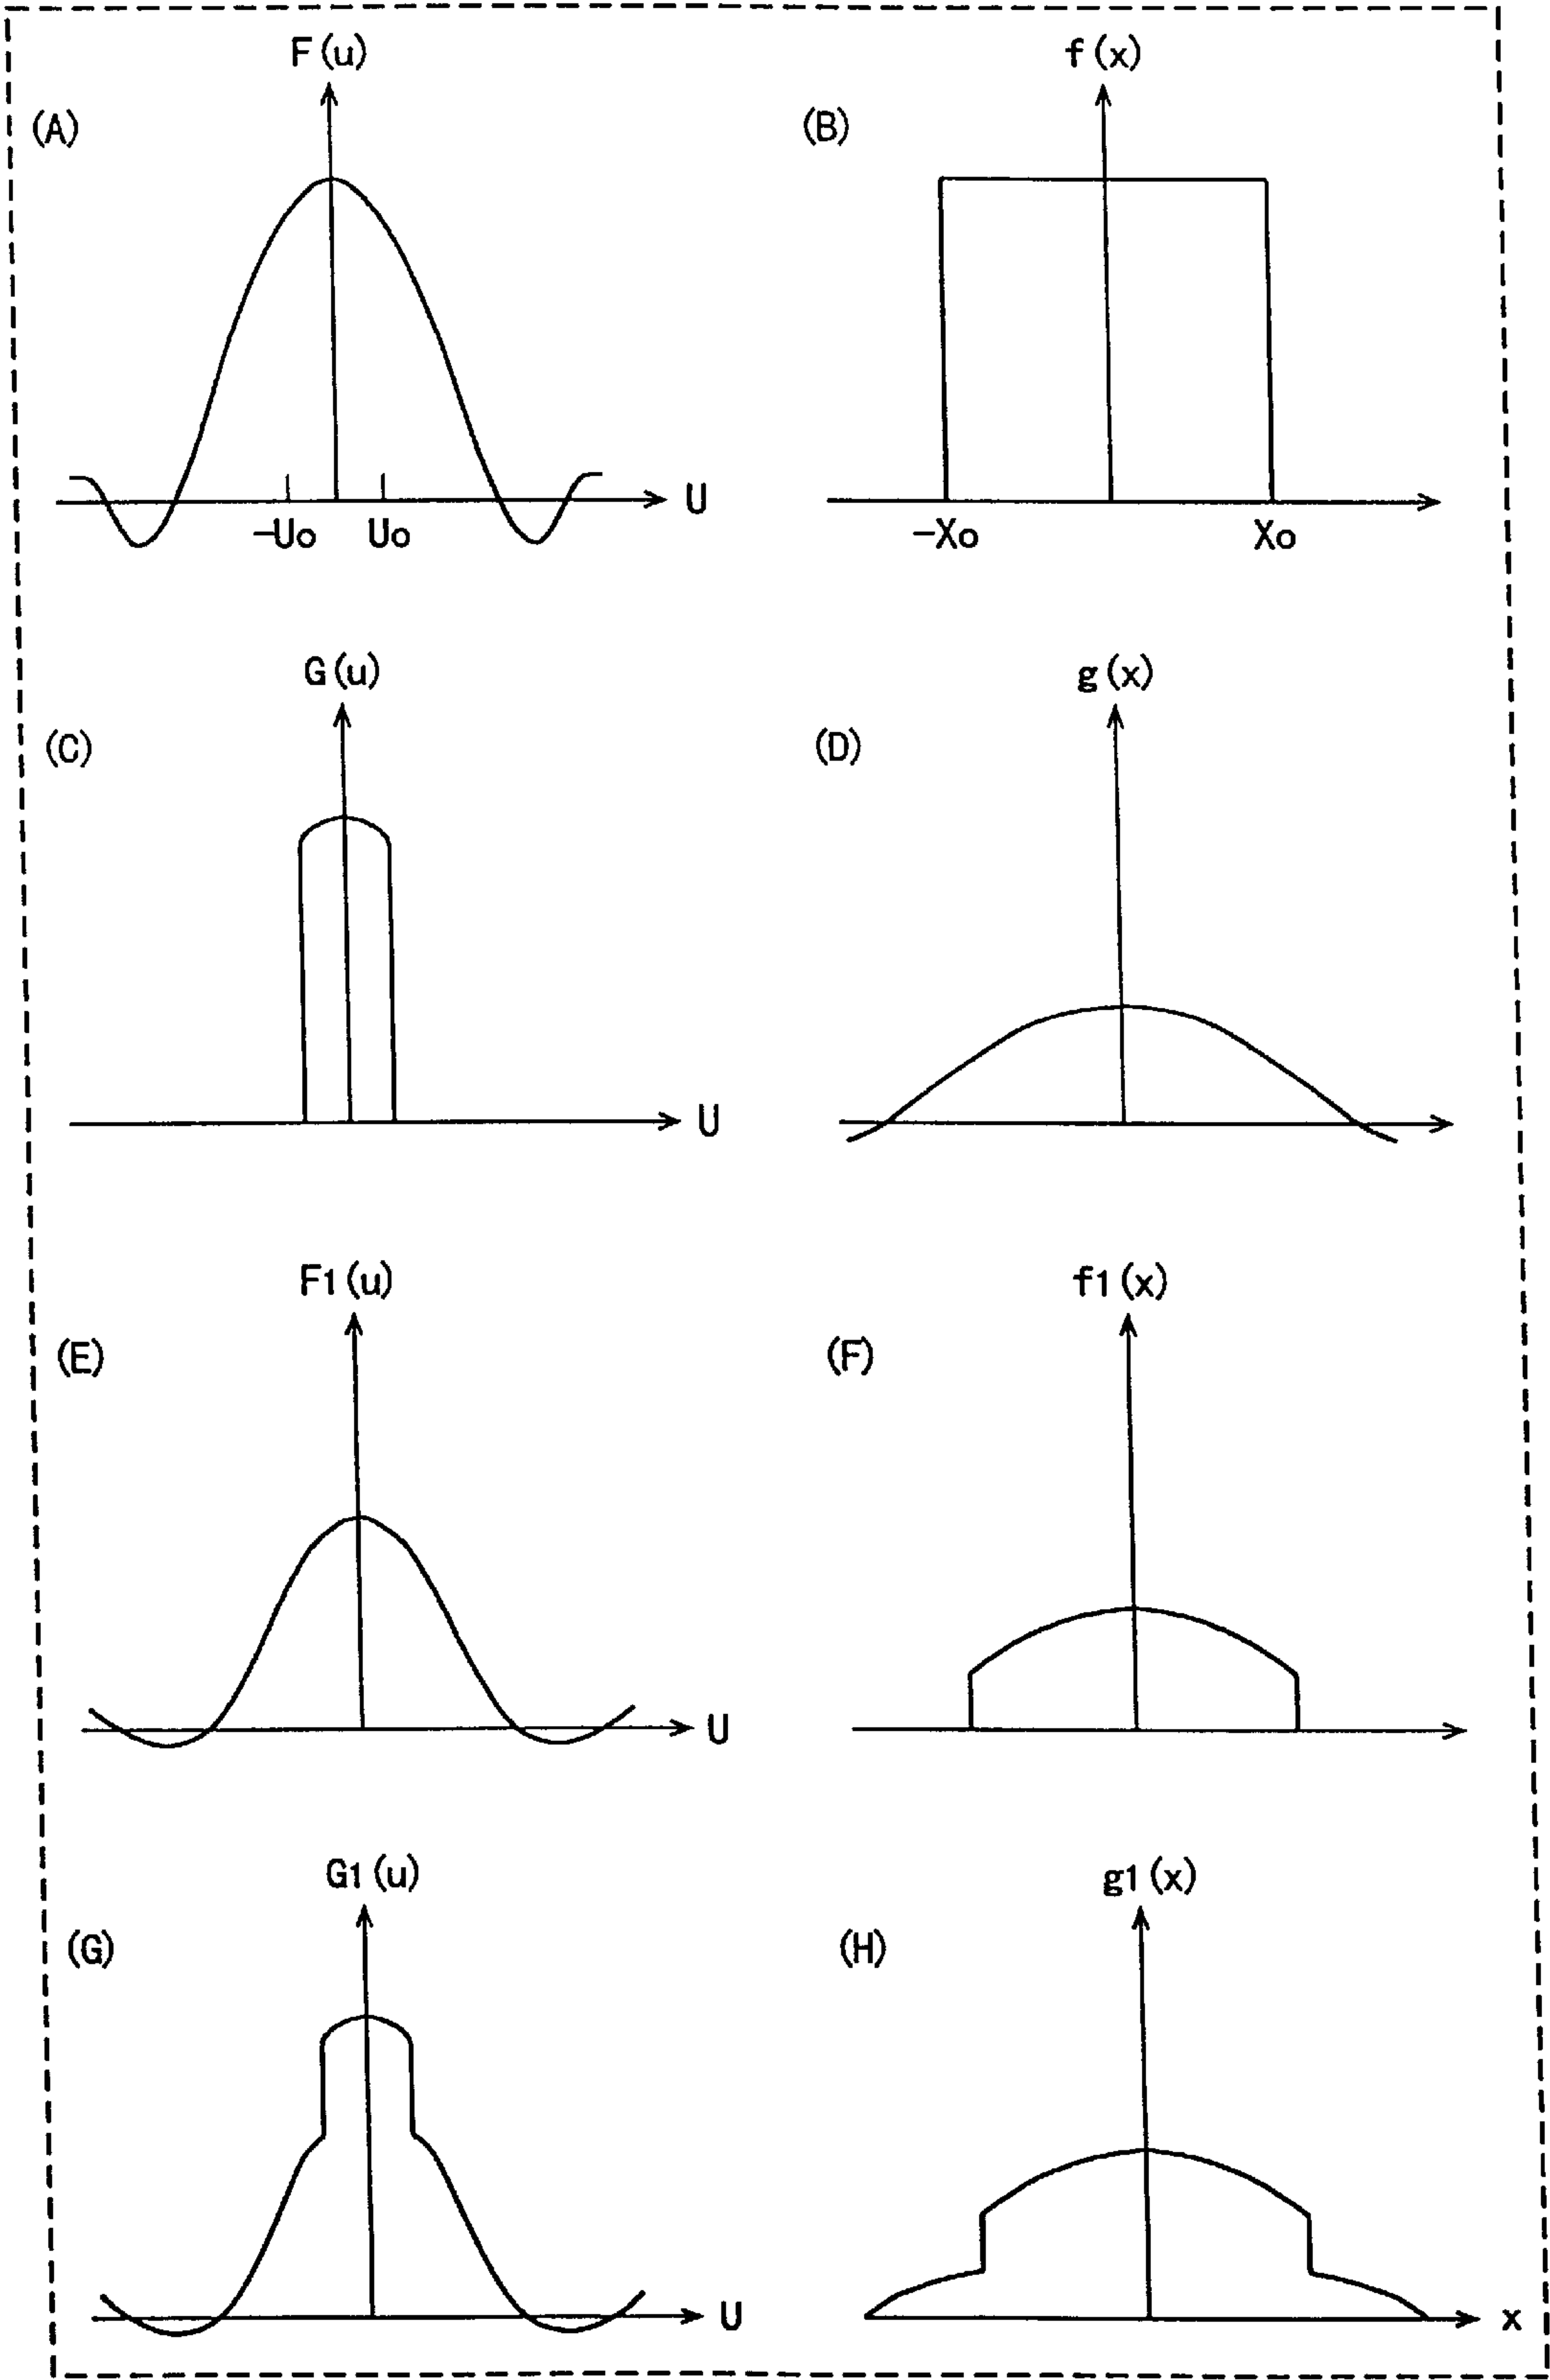 F(u)
f(x)
(A)
(B)
U
-Uo
Uo
-Xo
Xo
G(u)
g(x)
(C)
(D)
U
F1(u)
f1(x)
(E)
(F)
U
G1(u)
g1(x)
(G)
(H)
U
x